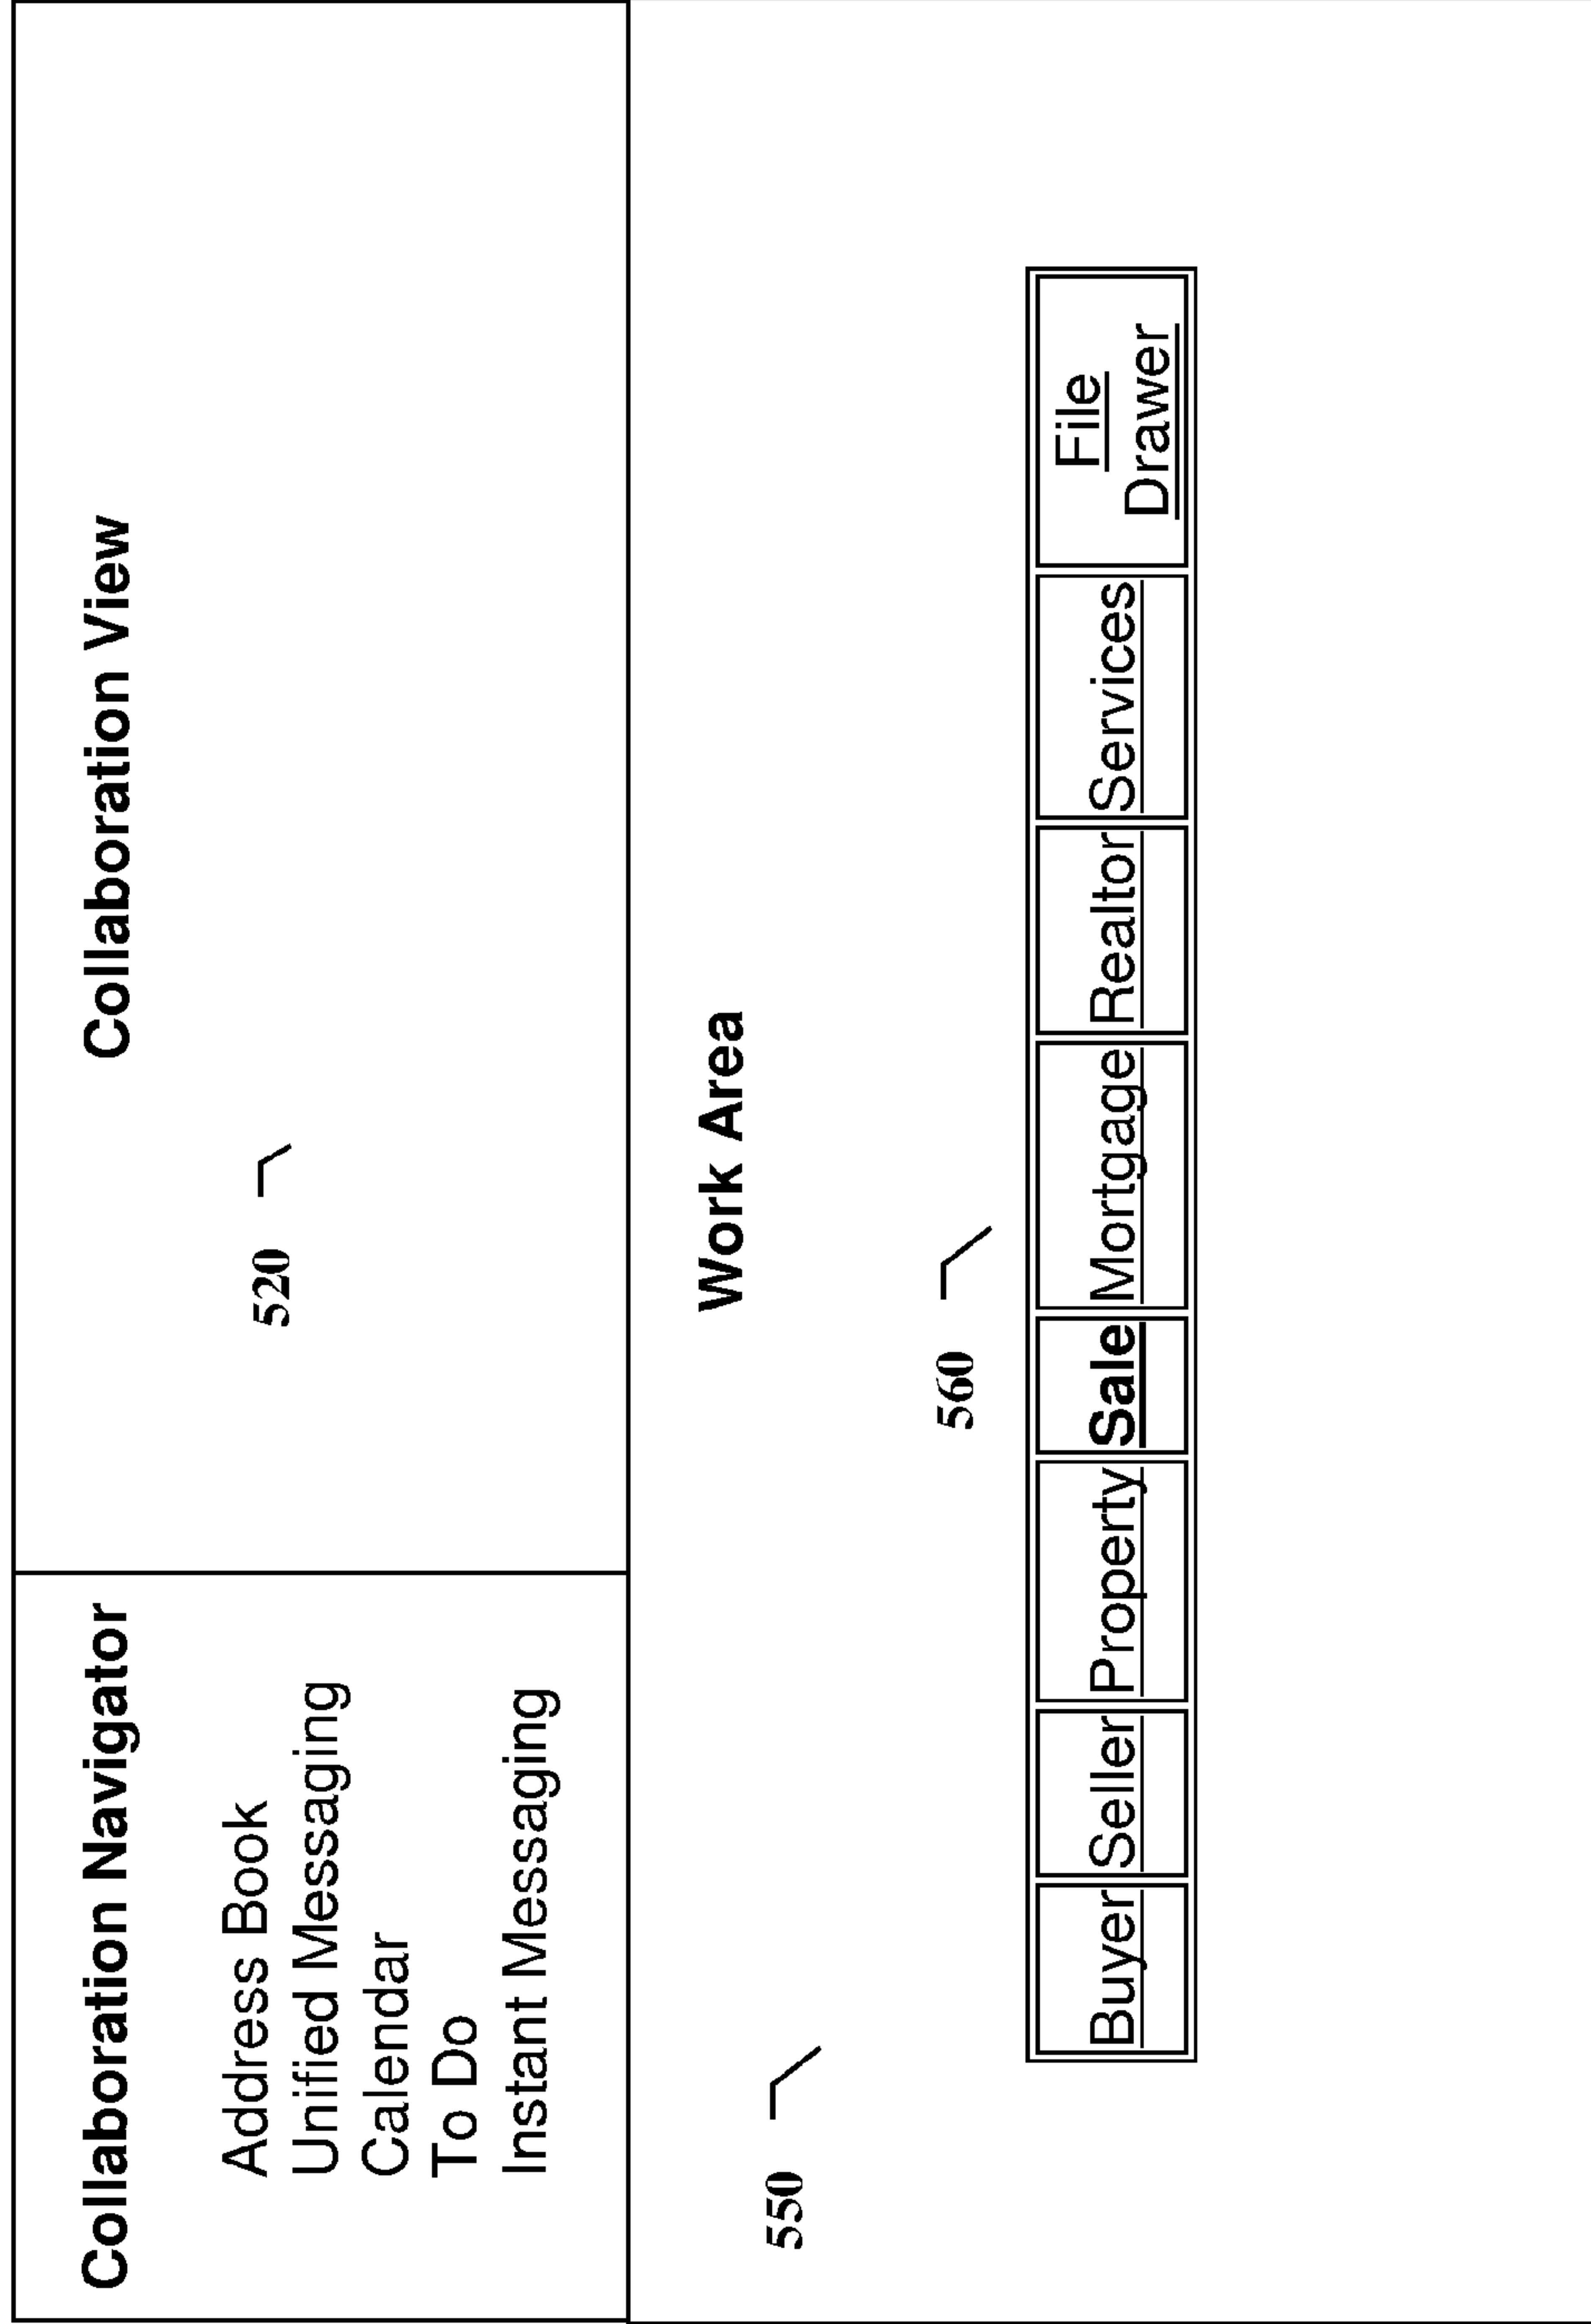 Collaboration Navigator
Address Book
Unified Messaging
Calendar
To Do
Instant Messaging
Collaboration View
520
Work Area
550
560
Buyer Seller Property Sale Mortgage Realtor Services File
Drawer